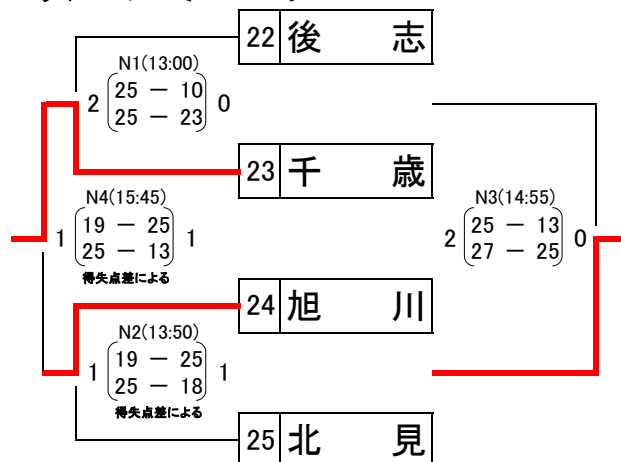 22 後 志
N1(13:00)
2 25 － 10 0
25 － 23
23 千 歳
N4(15:45)
1 19 － 25 1
25 － 13
得失点差による
N3(14:55)
2 25 － 13 0
27 － 25
24 旭 川
N2(13:50)
1 19 － 25 1
25 － 18
得失点差による
25 北 見